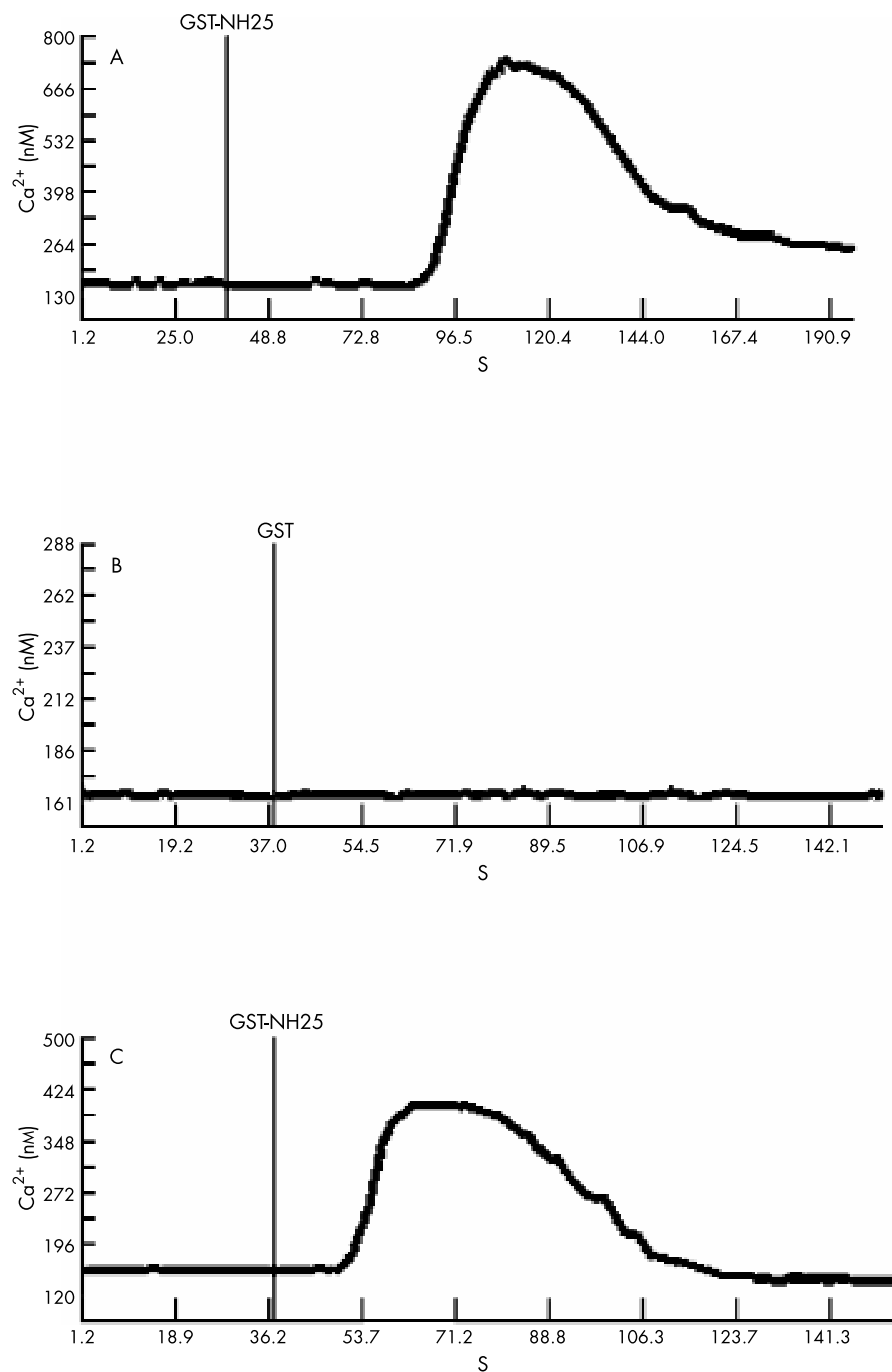 GST-NH25
A
800
666
532
398
264
130
Ca2+ (nM)
1.2 25.0 48.8 72.8 96.5 120.4 144.0 167.4 190.9
S
GST
B
288
262
237
212
186
161
Ca2+ (nM)
1.2 19.2 37.0 54.5 71.9 89.5 106.9 124.5 142.1
S
GST-NH25
C
500
424
348
272
196
120
Ca2+ (nM)
1.2 18.9 36.2 53.7 71.2 88.8 106.3 123.7 141.3
S